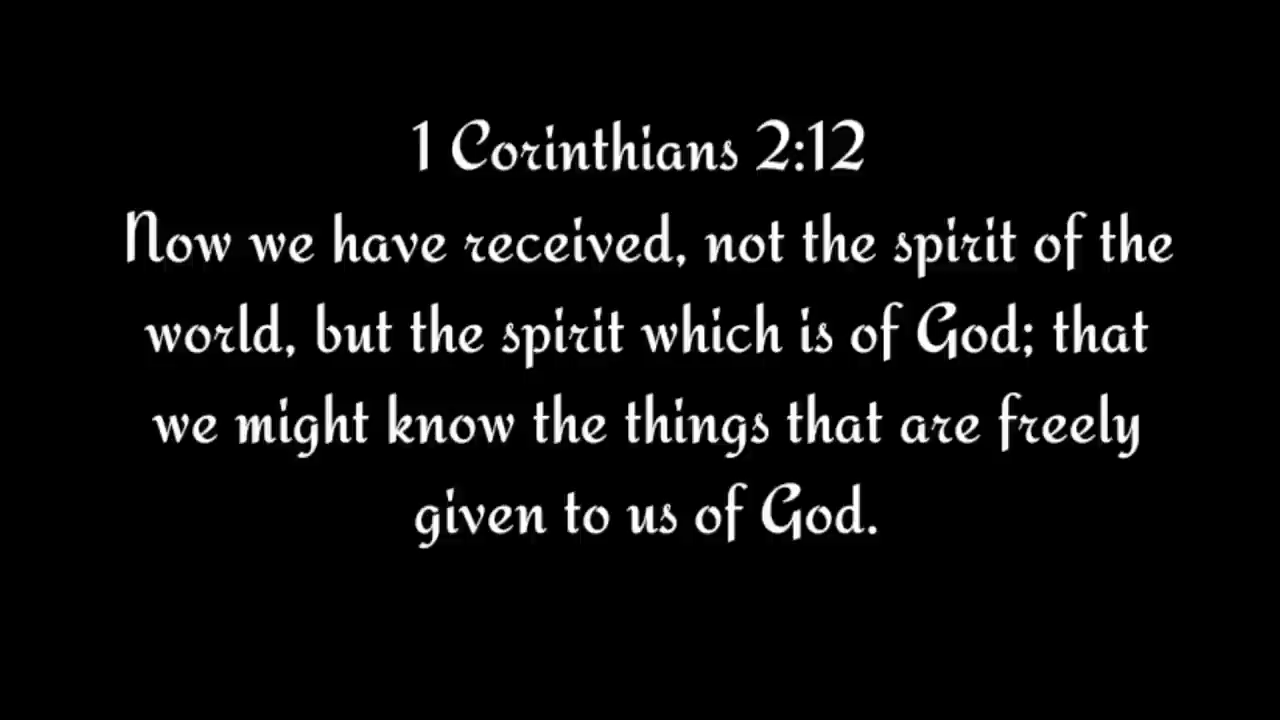 1 Corinthians 2:12
Now we have received, not the spirit of the
world, but the spirit which is of God; that
we might know the things that are freely
given to us of God.